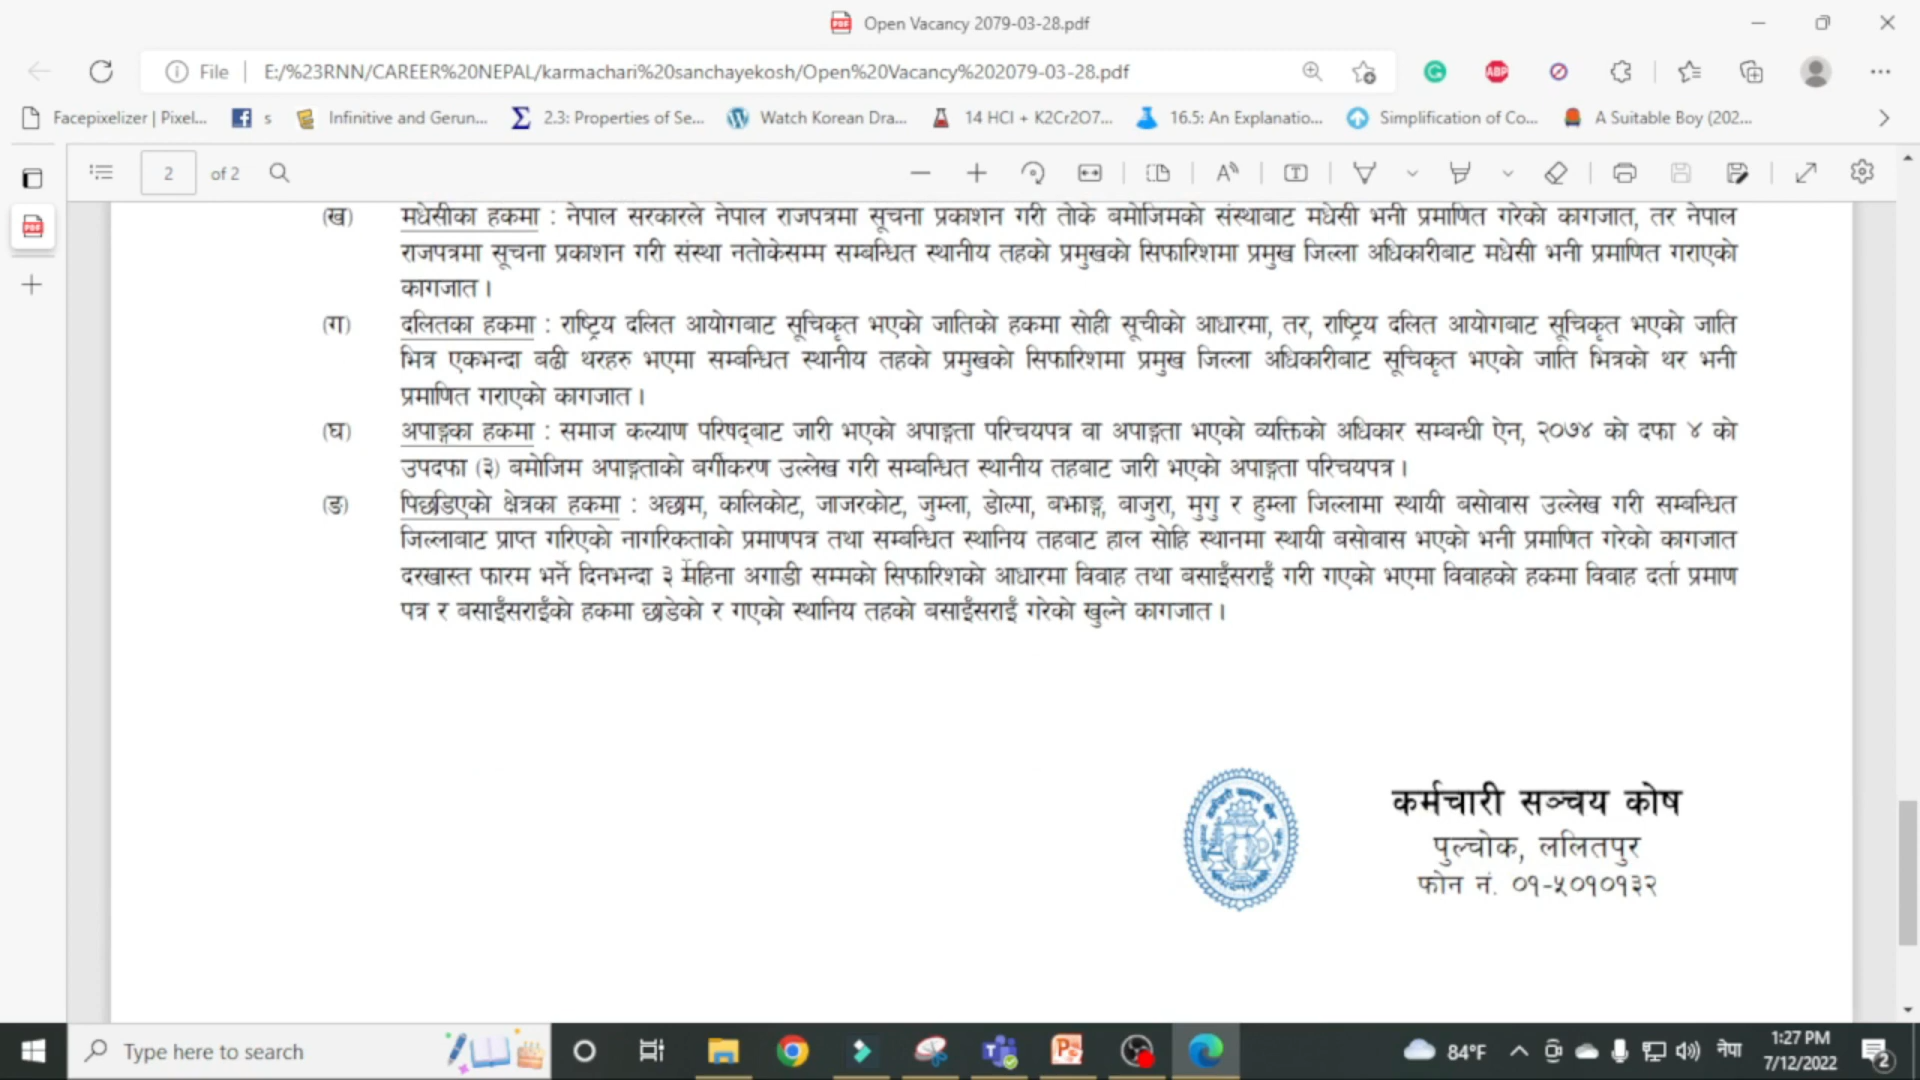 Open Vacancy 2079-03-28.pdf
File E:/%23RNN/CAREER%20NEPAL/karmachari%20sanchayekosh/Open%20Vacancy%202079-03-28.pdf
ABP
Facepixelizer | Pixel... s Infinitive and Gerun... 2.3: Properties of Se... Watch Korean Dra... 14 HCl + K2Cr2O7... 16.5: An Explanatio... Simplification of Co... A Suitable Boy (202...
2 of 2
(ख) मधेसीका हकमा : नेपाल सरकारले नेपाल राजपत्रमा सूचना प्रकाशन गरी तोके बमोजिमको संस्थाबाट मधेसी भनी प्रमाणित गरेको कागजात, तर नेपाल
राजपत्रमा सूचना प्रकाशन गरी संस्था नतोकेसम्म सम्बन्धित स्थानीय तहको प्रमुखको सिफारिशमा प्रमुख जिल्ला अधिकारीबाट मधेसी भनी प्रमाणित गराएको
कागजात ।
(ग) दलितका हकमा : राष्ट्रिय दलित आयोगबाट सूचिकृत भएको जातिको हकमा सोही सूचीको आधारमा, तर, राष्ट्रिय दलित आयोगबाट सूचिकृत भएको जाति
भित्र एकभन्दा बढी थरहरु भएमा सम्बन्धित स्थानीय तहको प्रमुखको सिफारिशमा प्रमुख जिल्ला अधिकारीबाट सूचिकृत भएको जाति भित्रको थर भनी
प्रमाणित गराएको कागजात ।
(घ) अपाङ्गका हकमा : समाज कल्याण परिषद्बाट जारी भएको अपाङ्गता परिचयपत्र वा अपाङ्गता भएको व्यक्तिको अधिकार सम्बन्धी ऐन, २०७४ को दफा ४ को
उपदफा (३) बमोजिम अपाङ्गताको बर्गीकरण उल्लेख गरी सम्बन्धित स्थानीय तहबाट जारी भएको अपाङ्गता परिचयपत्र ।
(ङ) पिछडिएको क्षेत्रका हकमा : अछाम, कालिकोट, जाजरकोट, जुम्ला, डोल्पा, बझाङ्ग, बाजुरा, मुगु र हुम्ला जिल्लामा स्थायी बसोवास उल्लेख गरी सम्बन्धित
जिल्लाबाट प्राप्त गरिएको नागरिकताको प्रमाणपत्र तथा सम्बन्धित स्थानिय तहबाट हाल सोहि स्थानमा स्थायी बसोवास भएको भनी प्रमाणित गरेको कागजात
दरखास्त फारम भर्ने दिनभन्दा ३ महिना अगाडी सम्मको सिफारिशको आधारमा विवाह तथा बसाईंसराईं गरी गएको भएमा विवाहको हकमा विवाह दर्ता प्रमाण
पत्र र बसाईंसराईंको हकमा छाडेको र गएको स्थानिय तहको बसाईंसराईं गरेको खुल्ने कागजात ।
कर्मचारी सञ्चय कोष
पुल्चोक, ललितपुर
फोन नं. ०१-५०१०१३२
Type here to search 84°F नेपा 1:27 PM
7/12/2022 2